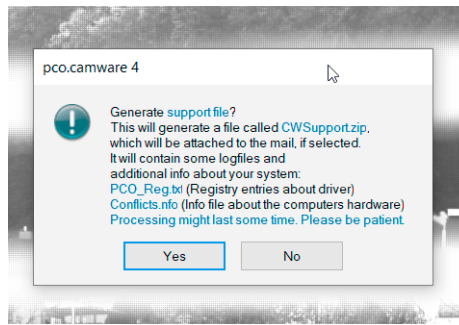 pco.camware 4
Generate support file?
This will generate a file called CWSupport.zip,
which will be attached to the mail, if selected.
It will contain some logfiles and
additional info about your system:
PCO_Reg.txt (Registry entries about driver)
Conflicts.nfo (Info file about the computers hardware)
Processing might last some time. Please be patient.
Yes
No